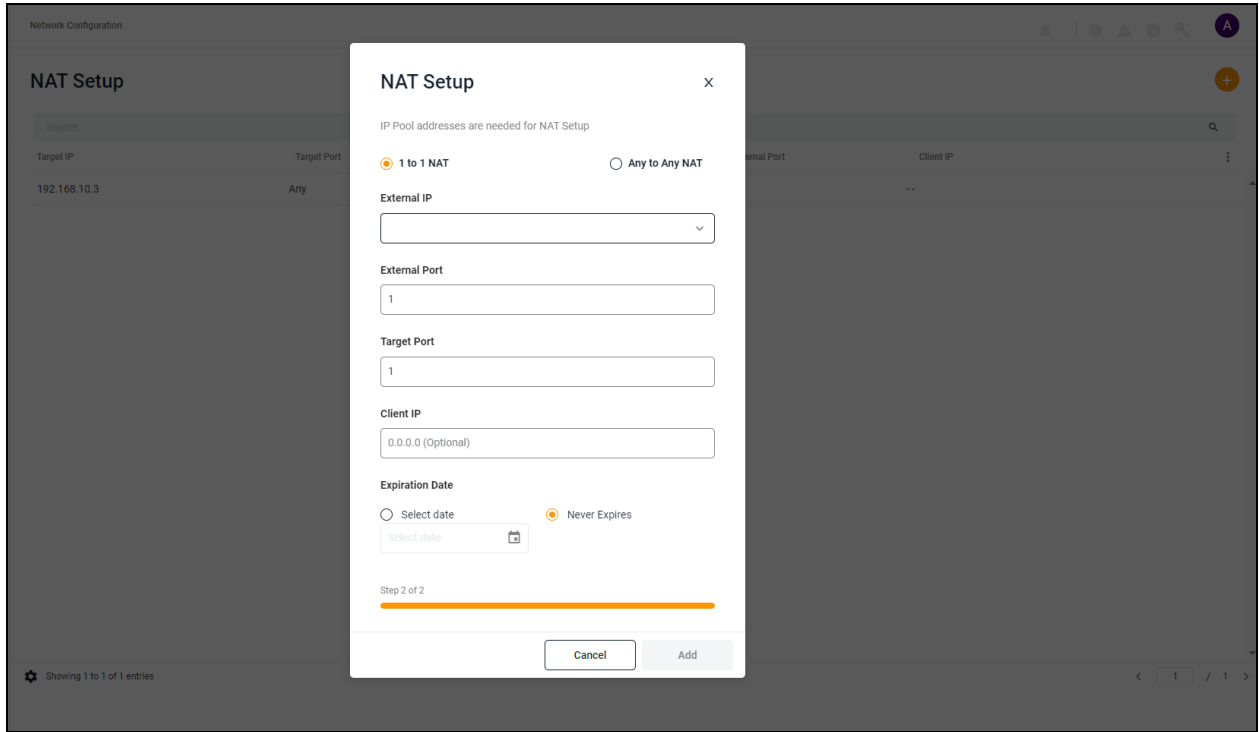 Network Configuration
A
NAT Setup
+
Search
Target IP Target Port ernal Port Client IP
192.168.10.3 Any - -
NAT Setup X
IP Pool addresses are needed for NAT Setup
1 to 1 NAT Any to Any NAT
External IP
External Port
1
Target Port
1
Client IP
0.0.0.0 (Optional)
Expiration Date
Select date Never Expires
Select date
Step 2 of 2
Cancel Add
Showing 1 to 1 of 1 entries < 1 / 1 >